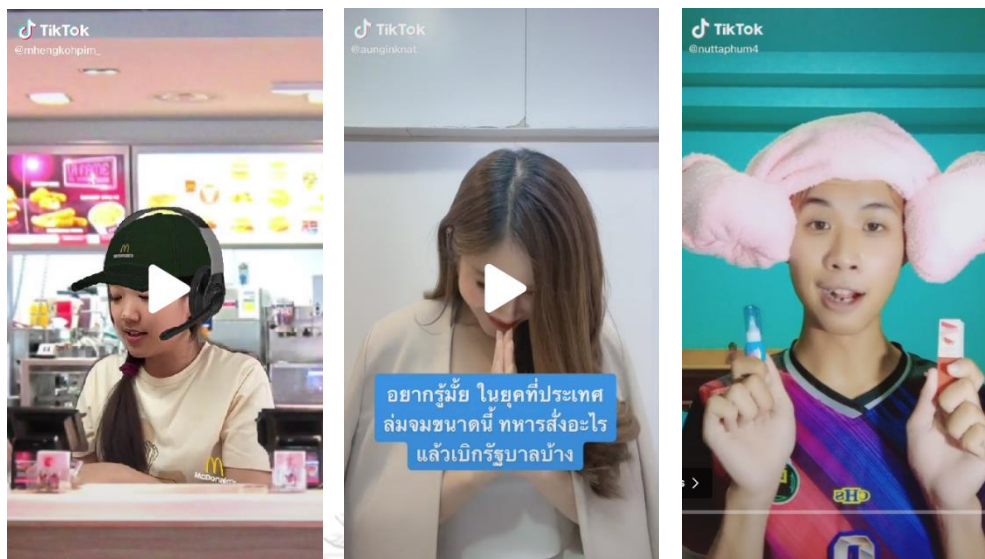 TikTok
@mhengkohpim_
McDonald's
TikTok
@aunginknat
อยากรู้มั้ย ในยุคที่ประเทศ
ล่มจมขนาดนี้ ทหารสั่งอะไร
แล้วเบิกรัฐบาลบ้าง
TikTok
@nuttaphum4
CHS